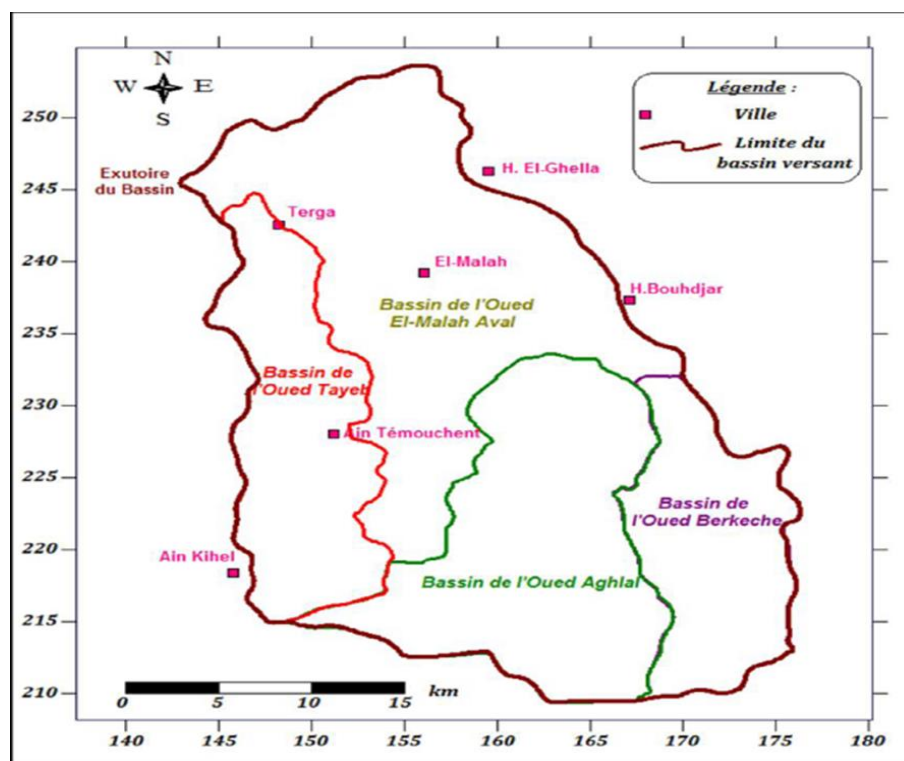 N
W E
S
Légende :
Ville
Limite du
bassin versant
250
245
240
235
230
225
220
215
210
Exutoire
du Bassin
H. El-Ghella
Terga
El-Malah
H.Bouhdjar
Bassin de l'Oued
El-Malah Aval
Bassin de
l'Oued Tayeb
Ain Témouchent
Bassin de
l'Oued Berkeche
Ain Kihel
Bassin de l'Oued Aghlal
0 5 10 15 km
140 145 150 155 160 165 170 175 180